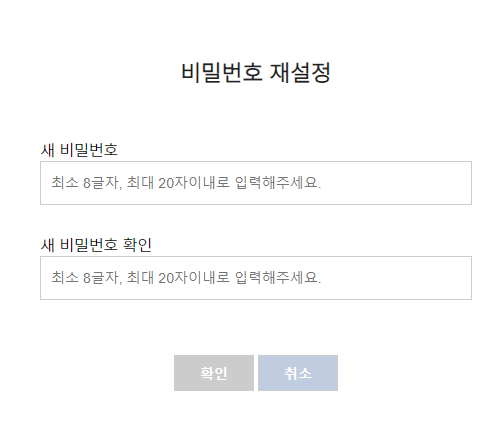 비밀번호 재설정
새 비밀번호
최소 8글자, 최대 20자이내로 입력해주세요.
새 비밀번호 확인
최소 8글자, 최대 20자이내로 입력해주세요.
확인 취소